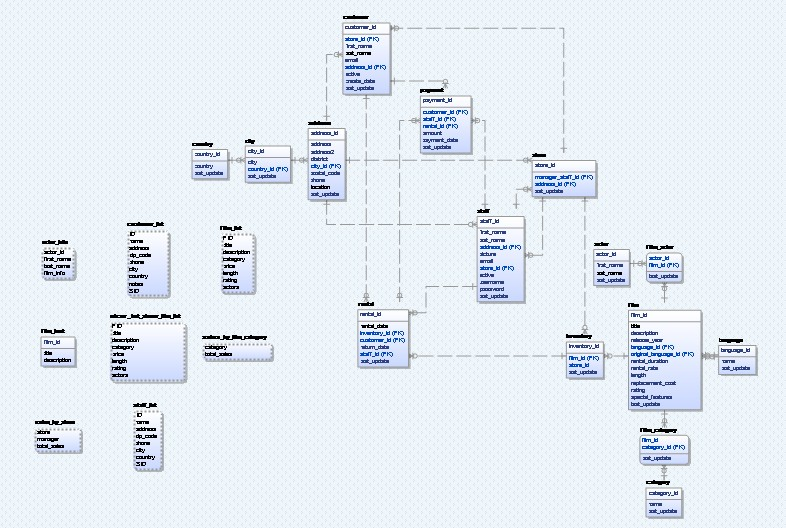 customer
customer_id
store_id (FK)
first_name
last_name
email
address_id (FK)
active
create_date
last_update
payment
payment_id
customer_id (FK)
staff_id (FK)
rental_id (FK)
amount
payment_date
last_update
address
address_id
address
address2
district
city_id (FK)
postal_code
phone
location
last_update
country
country_id
country
last_update
city
city_id
city
country_id (FK)
last_update
store
store_id
manager_staff_id (FK)
address_id (FK)
last_update
staff
staff_id
first_name
last_name
address_id (FK)
picture
email
store_id (FK)
active
username
password
last_update
actor_info
actor_id
first_name
last_name
film_info
customer_list
ID
name
address
zip_code
phone
city
country
notes
SID
film_list
FID
title
description
category
price
length
rating
actors
actor
actor_id
first_name
last_name
last_update
film_actor
actor_id
film_id (FK)
last_update
film_text
film_id
title
description
nicer_but_slower_film_list
FID
title
description
category
price
length
rating
actors
sales_by_film_category
category
total_sales
rental
rental_id
rental_date
inventory_id (FK)
customer_id (FK)
return_date
staff_id (FK)
last_update
inventory
inventory_id
film_id (FK)
store_id
last_update
film
film_id
title
description
release_year
language_id (FK)
original_language_id (FK)
rental_duration
rental_rate
length
replacement_cost
rating
special_features
last_update
language
language_id
name
last_update
sales_by_store
store
manager
total_sales
staff_list
ID
name
address
zip_code
phone
city
country
SID
film_category
film_id
category_id (FK)
last_update
category
category_id
name
last_update